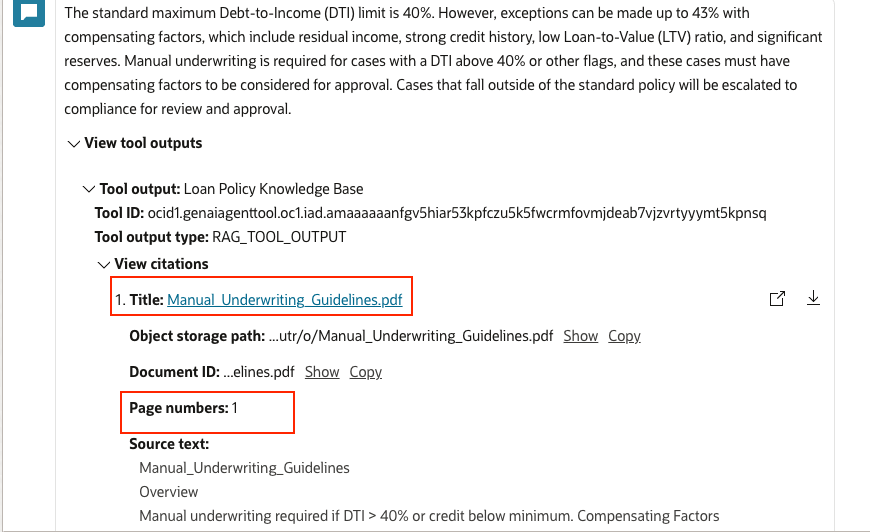 The standard maximum Debt-to-Income (DTI) limit is 40%. However, exceptions can be made up to 43% with
compensating factors, which include residual income, strong credit history, low Loan-to-Value (LTV) ratio, and significant
reserves. Manual underwriting is required for cases with a DTI above 40% or other flags, and these cases must have
compensating factors to be considered for approval. Cases that fall outside of the standard policy will be escalated to
compliance for review and approval.
View tool outputs
Tool output: Loan Policy Knowledge Base
Tool ID: ocid1.genaiagenttool.oc1.iad.amaaaaaanfgv5hiar53kpfczu5k5fwcrmfovmjdeab7vjzvrtyyymt5kpnsq
Tool output type: RAG_TOOL_OUTPUT
View citations
1. Title: Manual_Underwriting_Guidelines.pdf
Object storage path: ...utr/o/Manual_Underwriting_Guidelines.pdf Show Copy
Document ID: ...elines.pdf Show Copy
Page numbers: 1
Source text:
Manual_Underwriting_Guidelines
Overview
Manual underwriting required if DTI > 40% or credit below minimum. Compensating Factors